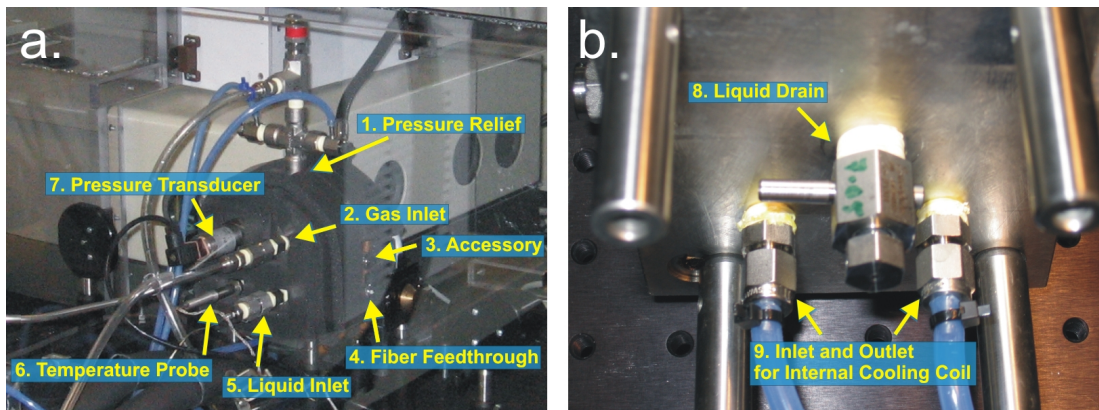 a.
1. Pressure Relief
7. Pressure Transducer
2. Gas Inlet
3. Accessory
4. Fiber Feedthrough
6. Temperature Probe
5. Liquid Inlet
b.
8. Liquid Drain
9. Inlet and Outlet
for Internal Cooling Coil